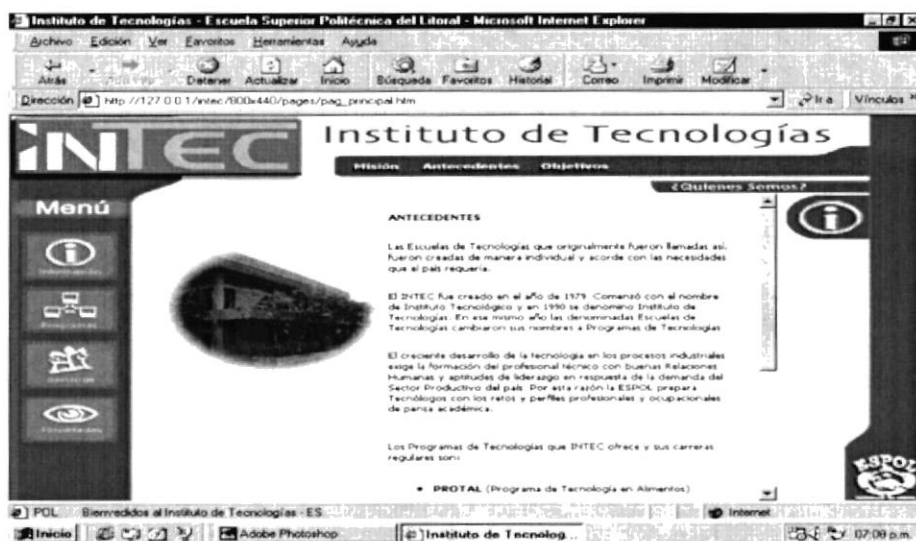 Instituto de Tecnologías - Escuela Superior Politécnica del Litoral - Microsoft Internet Explorer
Archivo Edición Ver Favoritos Herramientas Ayuda
Atrás Detener Actualizar Inicio Búsqueda Favoritos Historial Correo Imprimir Modificar
Dirección http://127.0.0.1/intec/800x440/pages/pag_principal.htm Ir a Vínculos »
INTEC Instituto de Tecnologías
Misión Antecedentes Objetivos
¿Quienes Somos?
Menú
Información
Programas
ANTECEDENTES
Las Escuelas de Tecnologías que originalmente fueron llamadas así,
fueron creadas de manera individual y acorde con las necesidades
que el país requería.
El INTEC fue creado en el año de 1979. Comenzó con el nombre
de Instituto Tecnológico y en 1990 se denomino Instituto de
Tecnologías. En ese mismo año las denominadas Escuelas de
Tecnologías cambiaron sus nombres a Programas de Tecnologías
El creciente desarrollo de la tecnología en los procesos industriales
exige la formación del profesional técnico con buenas Relaciones
Humanas y aptitudes de liderazgo en respuesta de la demanda del
Sector Productivo del país. Por esta razón la ESPOL prepara
Tecnólogos con los retos y perfiles profesionales y ocupacionales
de pensa académica.
Los Programas de Tecnologías que INTEC ofrece y sus carreras
regulares son:
• PROTAL (Programa de Tecnología en Alimentos)
ESPOL
POL Bienvedidos al Instituto de Tecnologías - ES Internet
Inicio Adobe Photoshop Instituto de Tecnolog... 07:08 p.m.